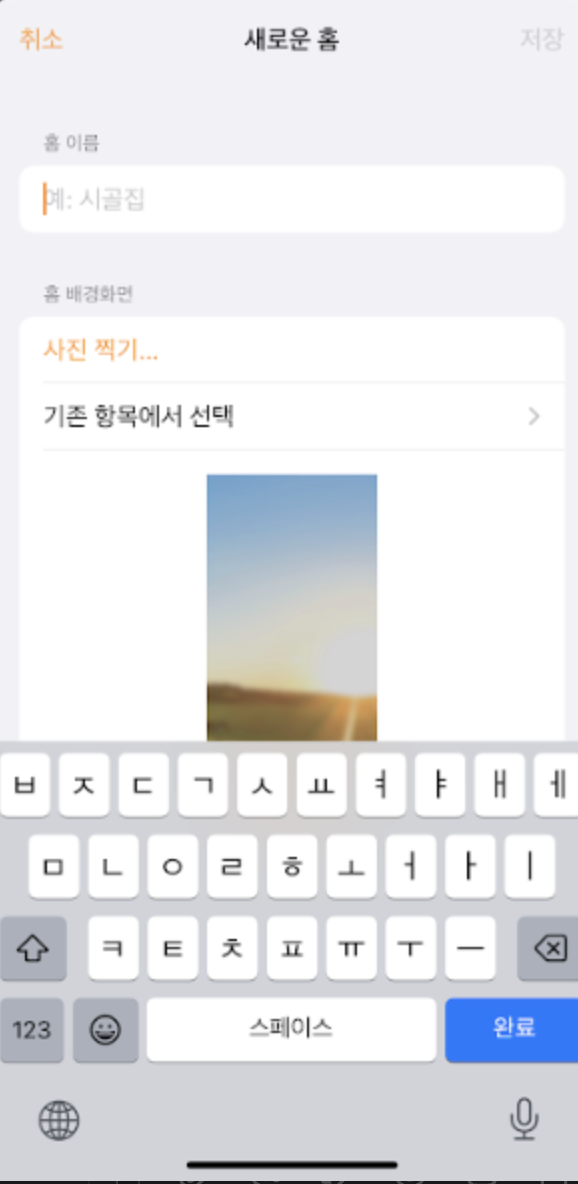 취소 새로운 홈 저장
홈 이름
예: 시골집
홈 배경화면
사진 찍기...
기존 항목에서 선택
ㅂ ㅈ ㄷ ㄱ ㅅ ㅛ ㅕ ㅑ ㅐ ㅔ
ㅁ ㄴ ㅇ ㄹ ㅎ ㅗ ㅓ ㅏ ㅣ
ㅋ ㅌ ㅊ ㅍ ㅠ ㅜ ㅡ
123 스페이스 완료